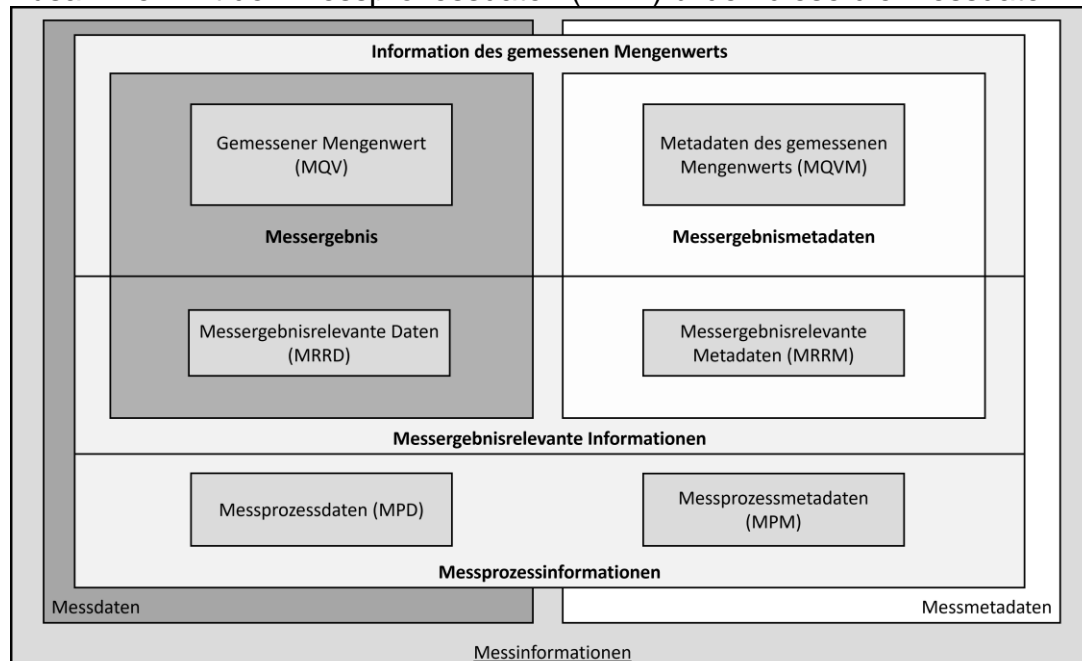 Information des gemessenen Mengenwerts
Gemessener Mengenwert
(MQV)
Metadaten des gemessenen
Mengenwerts (MQVM)
Messergebnis
Messergebnismetadaten
Messergebnisrelevante Daten
(MRRD)
Messergebnisrelevante
Metadaten (MRRM)
Messergebnisrelevante Informationen
Messprozessdaten (MPD)
Messprozessmetadaten
(MPM)
Messprozessinformationen
Messdaten
Messmetadaten
Messinformationen